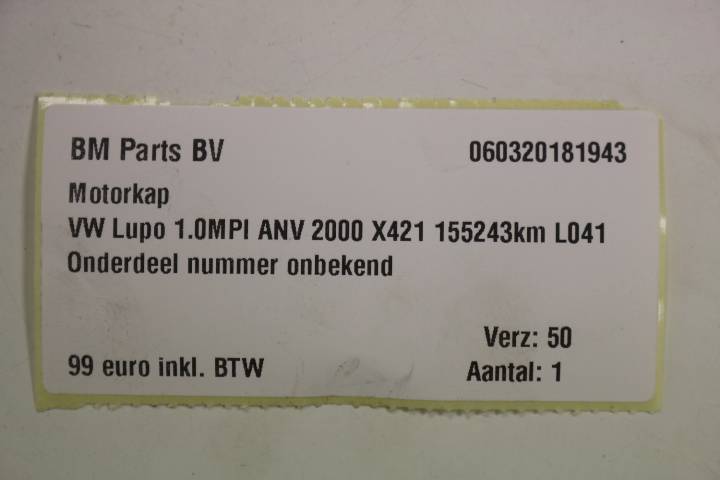 BM Parts BV 060320181943
Motorkap
VW Lupo 1.0MPI ANV 2000 X421 155243km L041
Onderdeel nummer onbekend
Verz: 50
99 euro inkl. BTW Aantal: 1